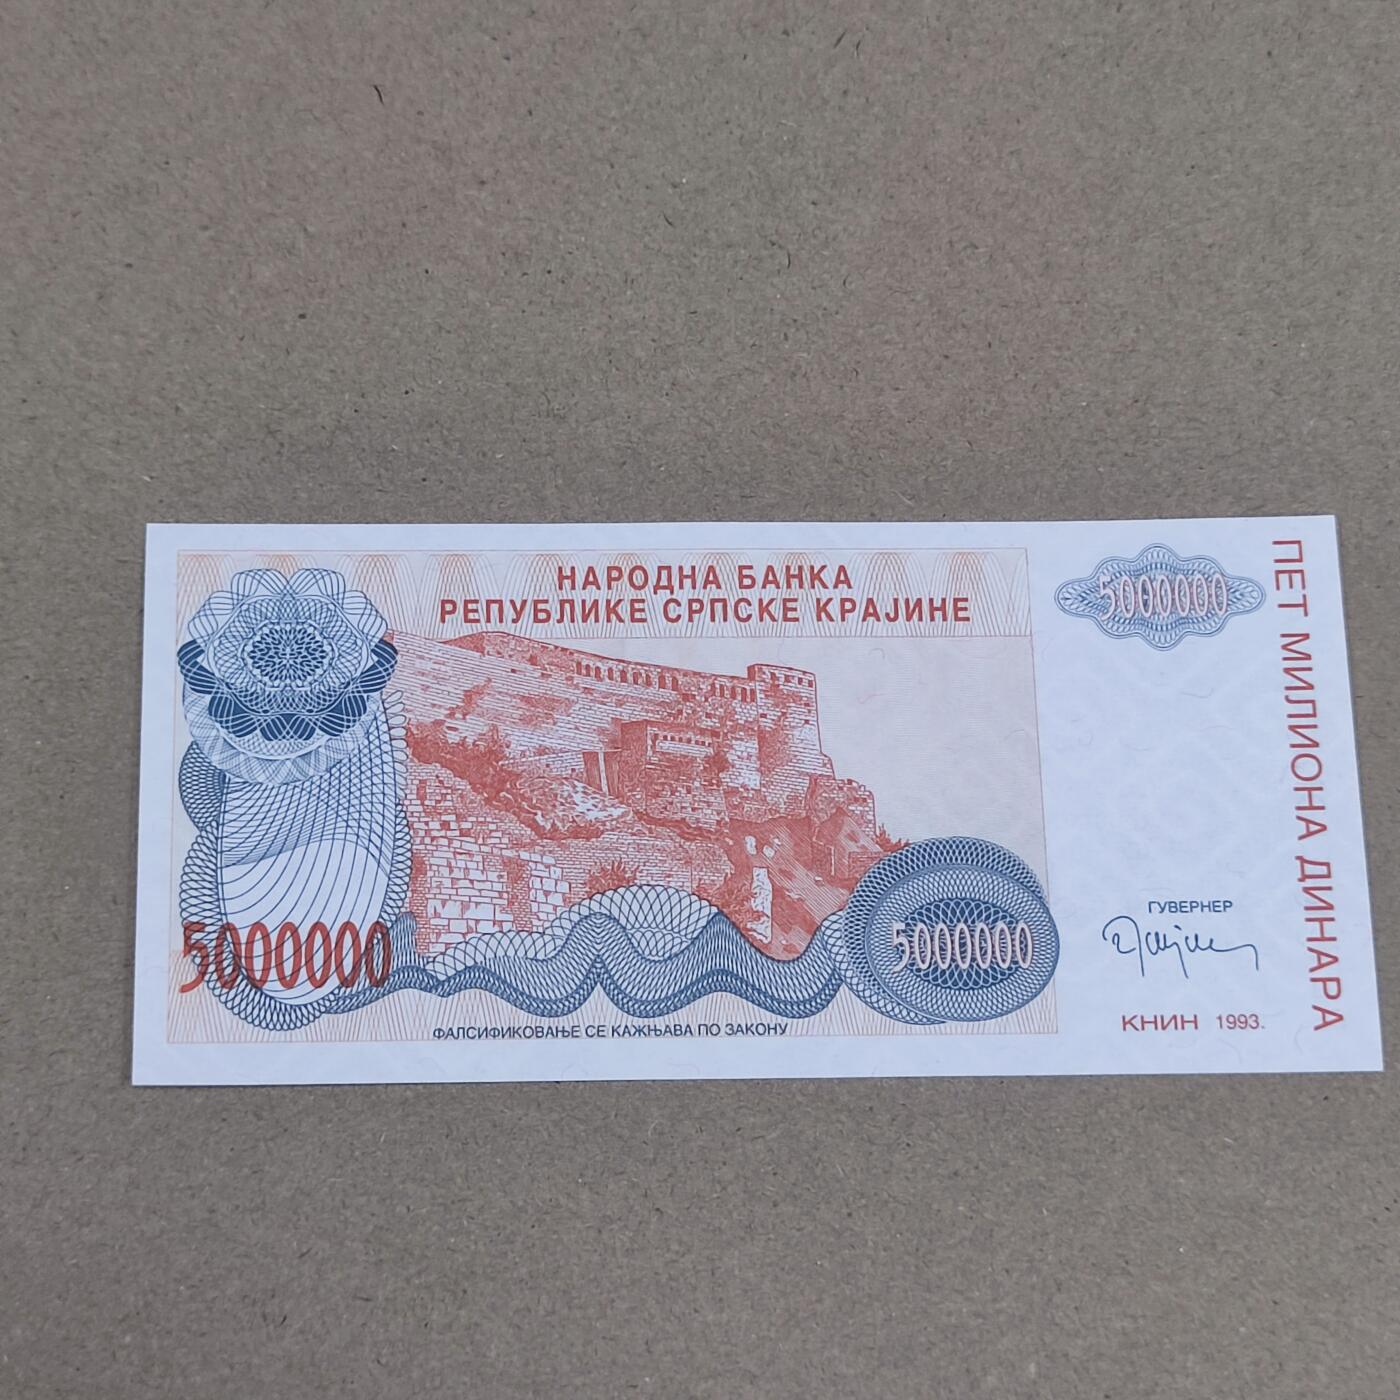 НАРОДНА БАНКА
РЕПУБЛИКЕ СРПСКЕ КРАЈИНЕ
5000000
ПЕТ МИЛИОНА ДИНАРА
5000000
5000000
ГУВЕРНЕР
КНИН 1993.
ФАЛСИФИКОВАЊЕ СЕ КАЖЊАВА ПО ЗАКОНУ